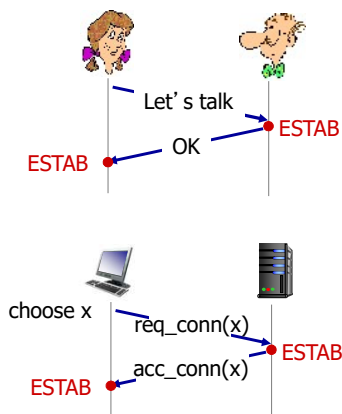 Let's talk
ESTAB
OK
ESTAB
choose x
req_conn(x)
ESTAB
acc_conn(x)
ESTAB